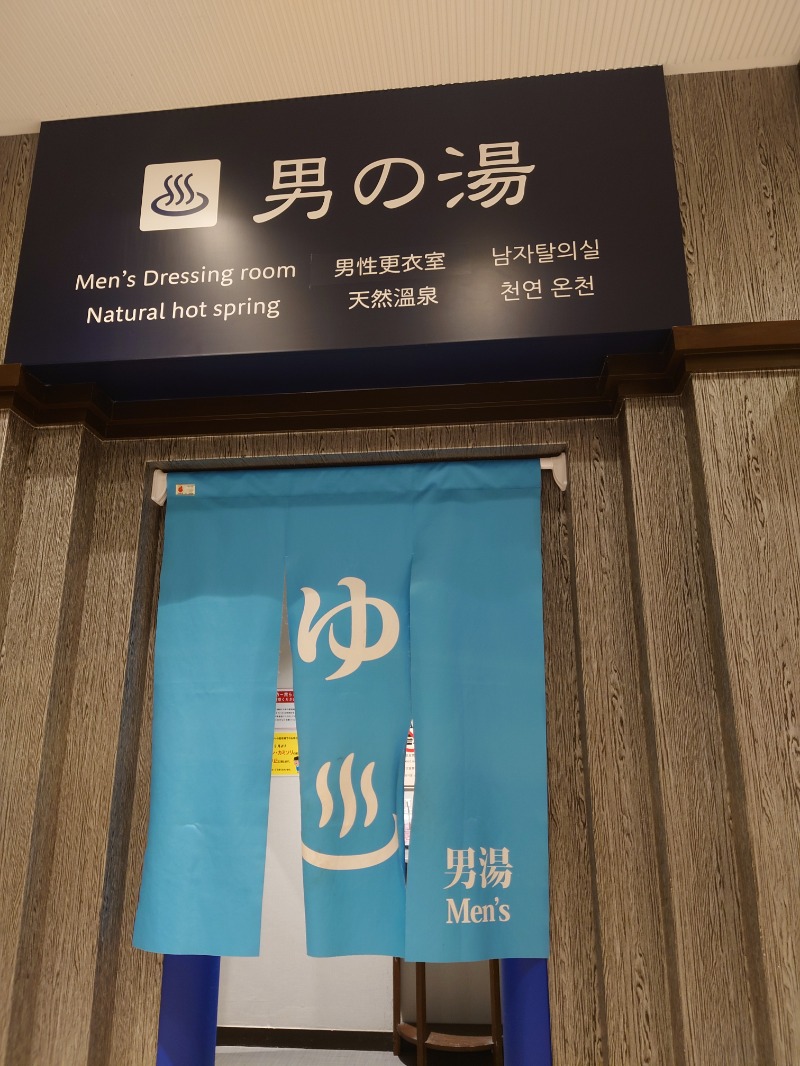 男の湯
Men's Dressing room
Natural hot spring
男性更衣室
天然溫泉
남자탈의실
천연 온천
ゆ
男湯
Men's